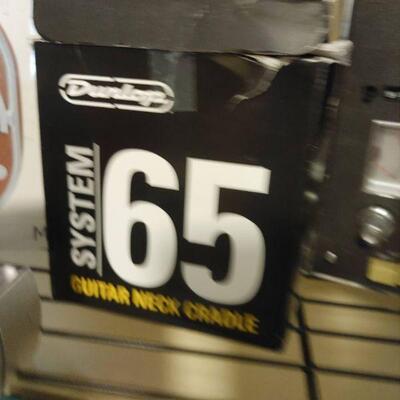 Dunlop
SYSTEM
65
GUITAR NECK CRADLE